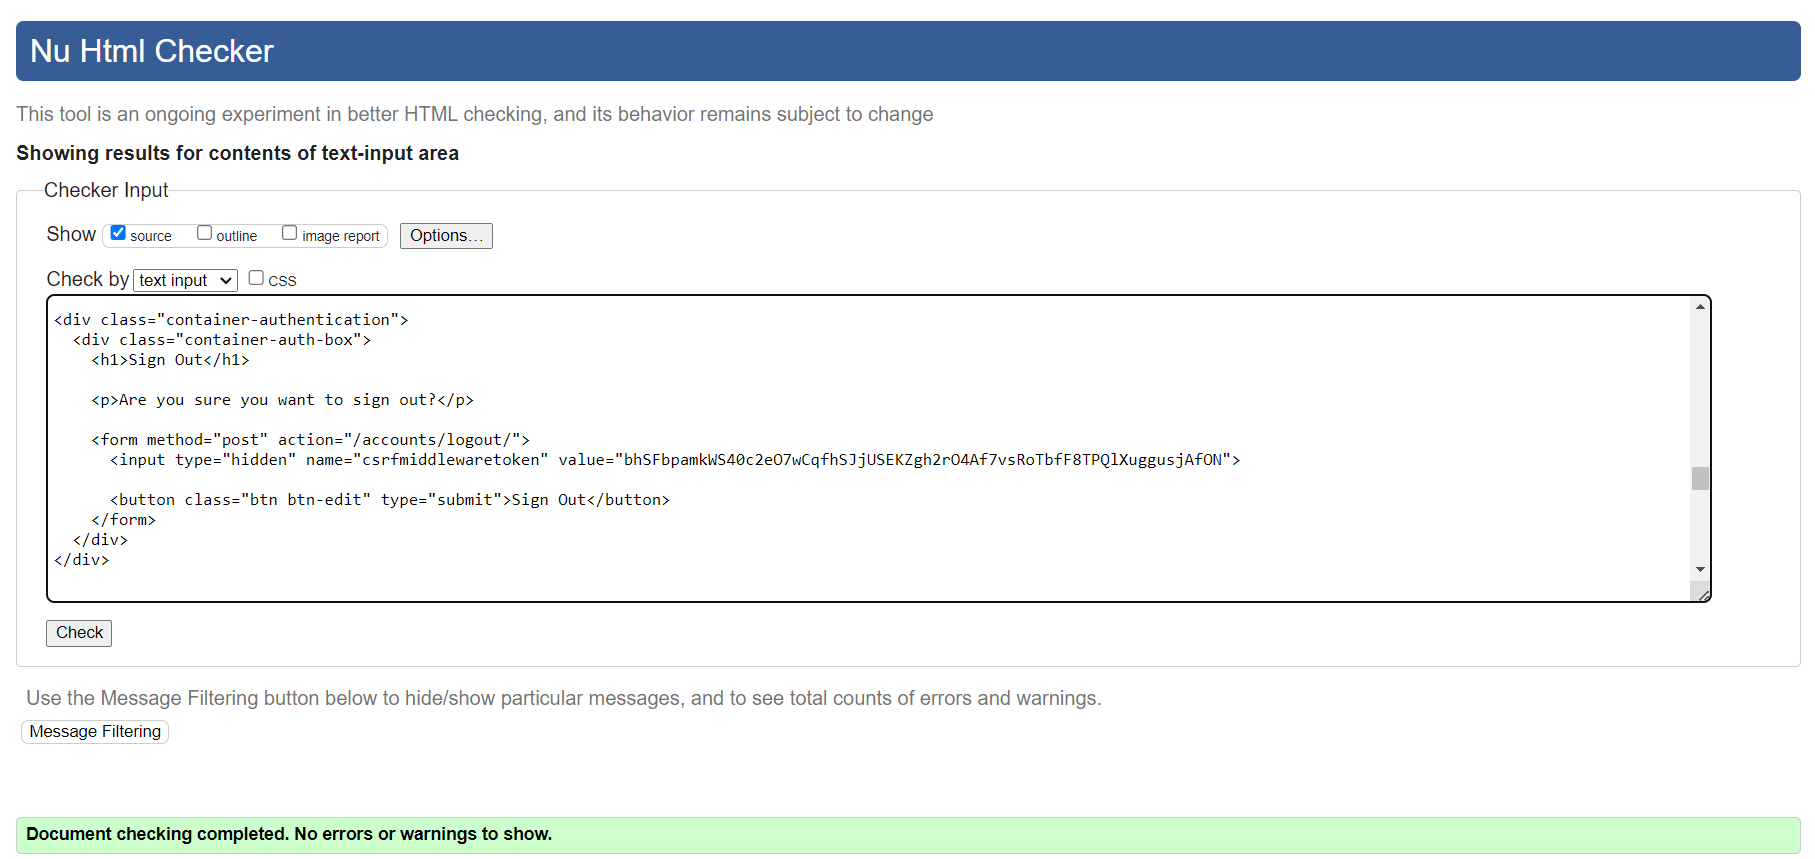 Nu Html Checker
This tool is an ongoing experiment in better HTML checking, and its behavior remains subject to change
Showing results for contents of text-input area
Checker Input
Show source outline image report Options...
Check by text input CSS
<div class="container-authentication">
<div class="container-auth-box">
<h1>Sign Out</h1>
<p>Are you sure you want to sign out?</p>
<form method="post" action="/accounts/logout/">
<input type="hidden" name="csrfmiddlewaretoken" value="bhSFbpamkWS40c2eO7wCqfhSJjUSEKZgh2rO4Af7vsRoTbfF8TPQlXuggusjAfON">
<button class="btn btn-edit" type="submit">Sign Out</button>
</form>
</div>
</div>
Check
Use the Message Filtering button below to hide/show particular messages, and to see total counts of errors and warnings.
Message Filtering
Document checking completed. No errors or warnings to show.